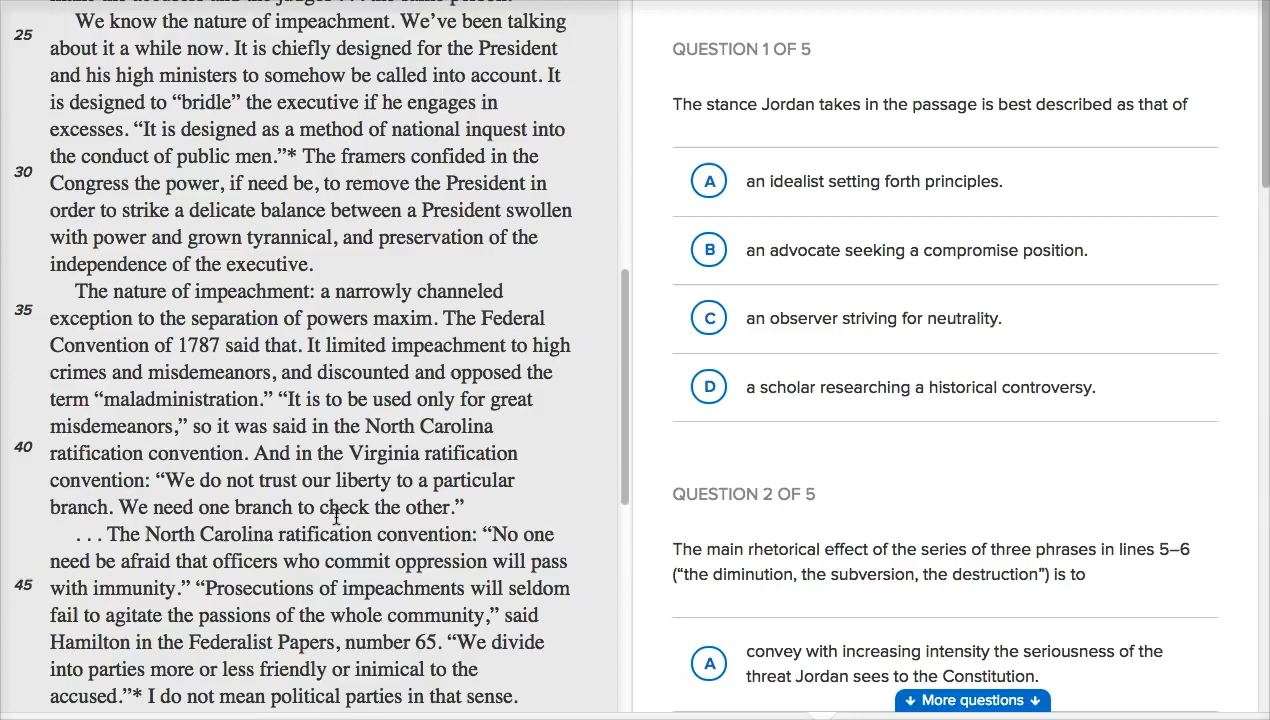 We know the nature of impeachment. We've been talking
25
about it a while now. It is chiefly designed for the President
and his high ministers to somehow be called into account. It
is designed to “bridle” the executive if he engages in
excesses. “It is designed as a method of national inquest into
the conduct of public men.”* The framers confided in the
30
Congress the power, if need be, to remove the President in
order to strike a delicate balance between a President swollen
with power and grown tyrannical, and preservation of the
independence of the executive.
The nature of impeachment: a narrowly channeled
35
exception to the separation of powers maxim. The Federal
Convention of 1787 said that. It limited impeachment to high
crimes and misdemeanors, and discounted and opposed the
term “maladministration.” “It is to be used only for great
misdemeanors,” so it was said in the North Carolina
40
ratification convention. And in the Virginia ratification
convention: “We do not trust our liberty to a particular
branch. We need one branch to check the other.”
. . . The North Carolina ratification convention: “No one
need be afraid that officers who commit oppression will pass
45
with immunity.” “Prosecutions of impeachments will seldom
fail to agitate the passions of the whole community,” said
Hamilton in the Federalist Papers, number 65. “We divide
into parties more or less friendly or inimical to the
accused.”* I do not mean political parties in that sense.
QUESTION 1 OF 5
The stance Jordan takes in the passage is best described as that of
A an idealist setting forth principles.
B an advocate seeking a compromise position.
C an observer striving for neutrality.
D a scholar researching a historical controversy.
QUESTION 2 OF 5
The main rhetorical effect of the series of three phrases in lines 5–6
(“the diminution, the subversion, the destruction”) is to
A convey with increasing intensity the seriousness of the
threat Jordan sees to the Constitution.
↓ More questions ↓